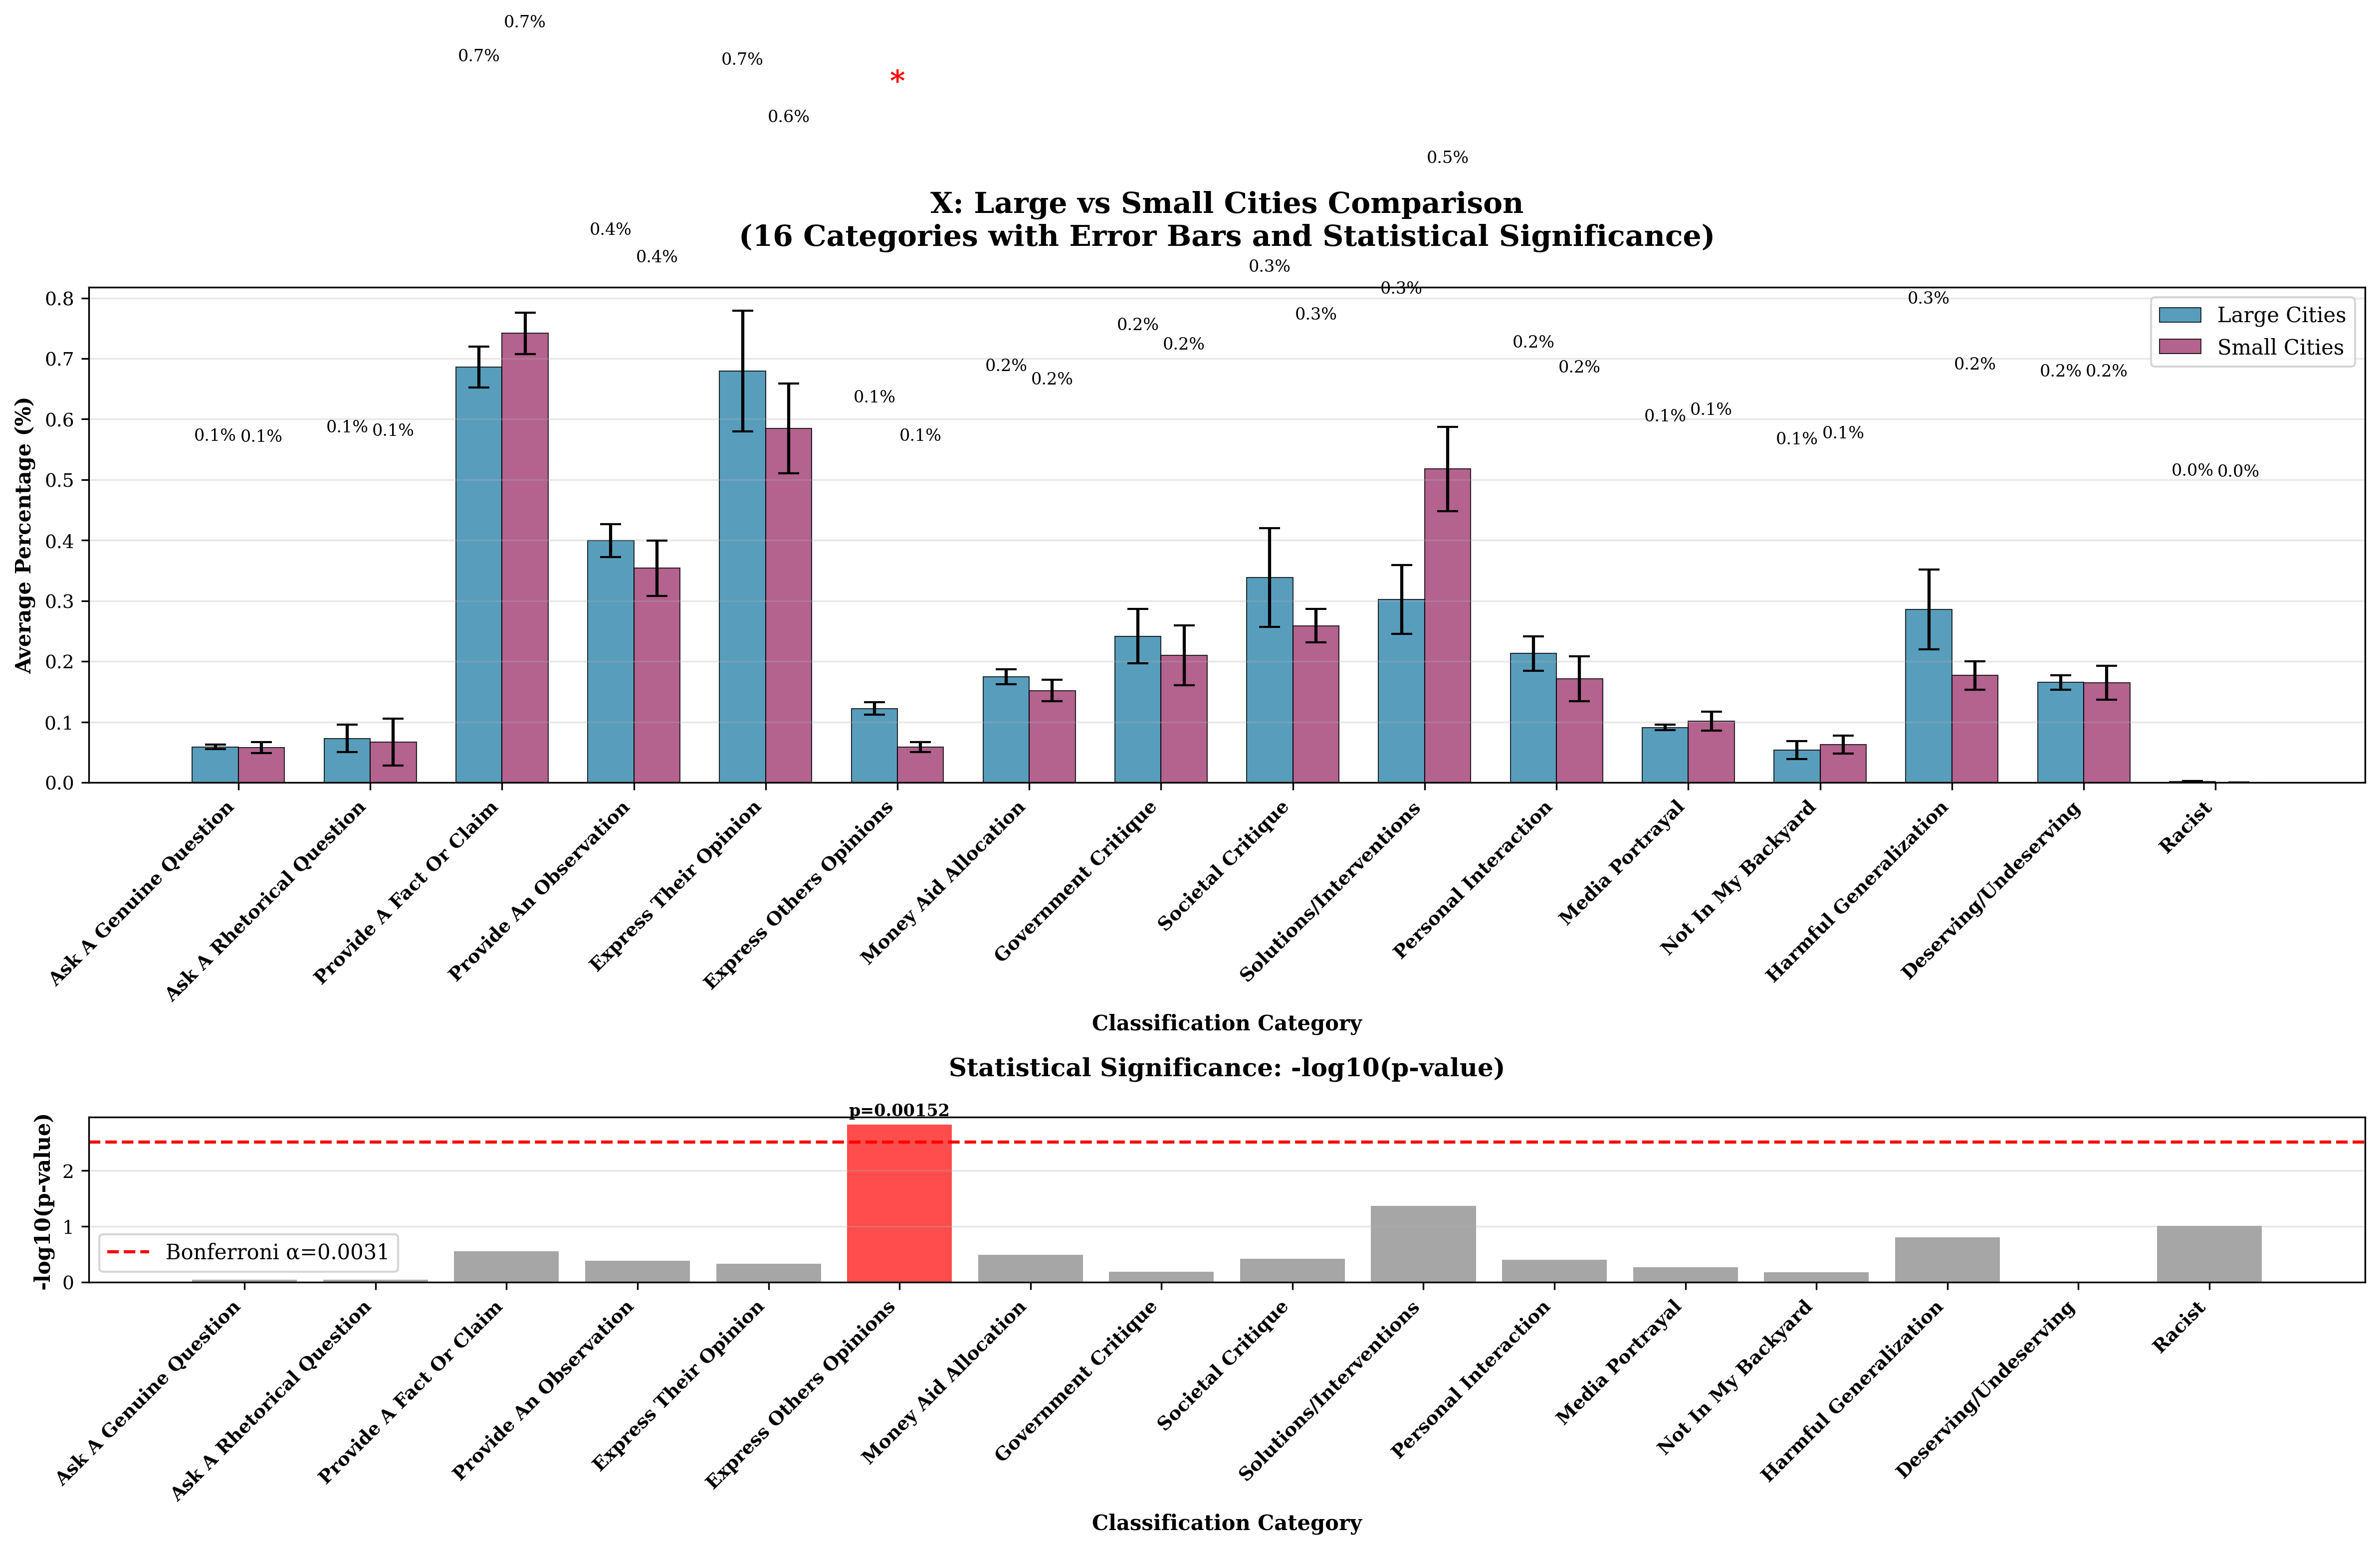 0.7%
0.7%
0.7%
*
0.6%
0.5%
X: Large vs Small Cities Comparison
(16 Categories with Error Bars and Statistical Significance)
0.4%
0.4%
0.3%
0.3%
0.3%
0.2%
0.2%
0.3%
0.2%
0.2%
0.2%
0.2%
0.2%
0.2%
0.2% 0.2%
0.1%
0.1%
0.1% 0.1%
0.1% 0.1%
0.1% 0.1%
0.1% 0.1%
0.0% 0.0%
Large Cities
Small Cities
Average Percentage (%)
0.8
0.7
0.6
0.5
0.4
0.3
0.2
0.1
0.0
Ask A Genuine Question
Ask A Rhetorical Question
Provide A Fact Or Claim
Provide An Observation
Express Their Opinion
Express Others Opinions
Money Aid Allocation
Government Critique
Societal Critique
Solutions/Interventions
Personal Interaction
Media Portrayal
Not In My Backyard
Harmful Generalization
Deserving/Undeserving
Racist
Classification Category
Statistical Significance: -log10(p-value)
p=0.00152
-log10(p-value)
2
1
0
Bonferroni α=0.0031
Ask A Genuine Question
Ask A Rhetorical Question
Provide A Fact Or Claim
Provide An Observation
Express Their Opinion
Express Others Opinions
Money Aid Allocation
Government Critique
Societal Critique
Solutions/Interventions
Personal Interaction
Media Portrayal
Not In My Backyard
Harmful Generalization
Deserving/Undeserving
Racist
Classification Category